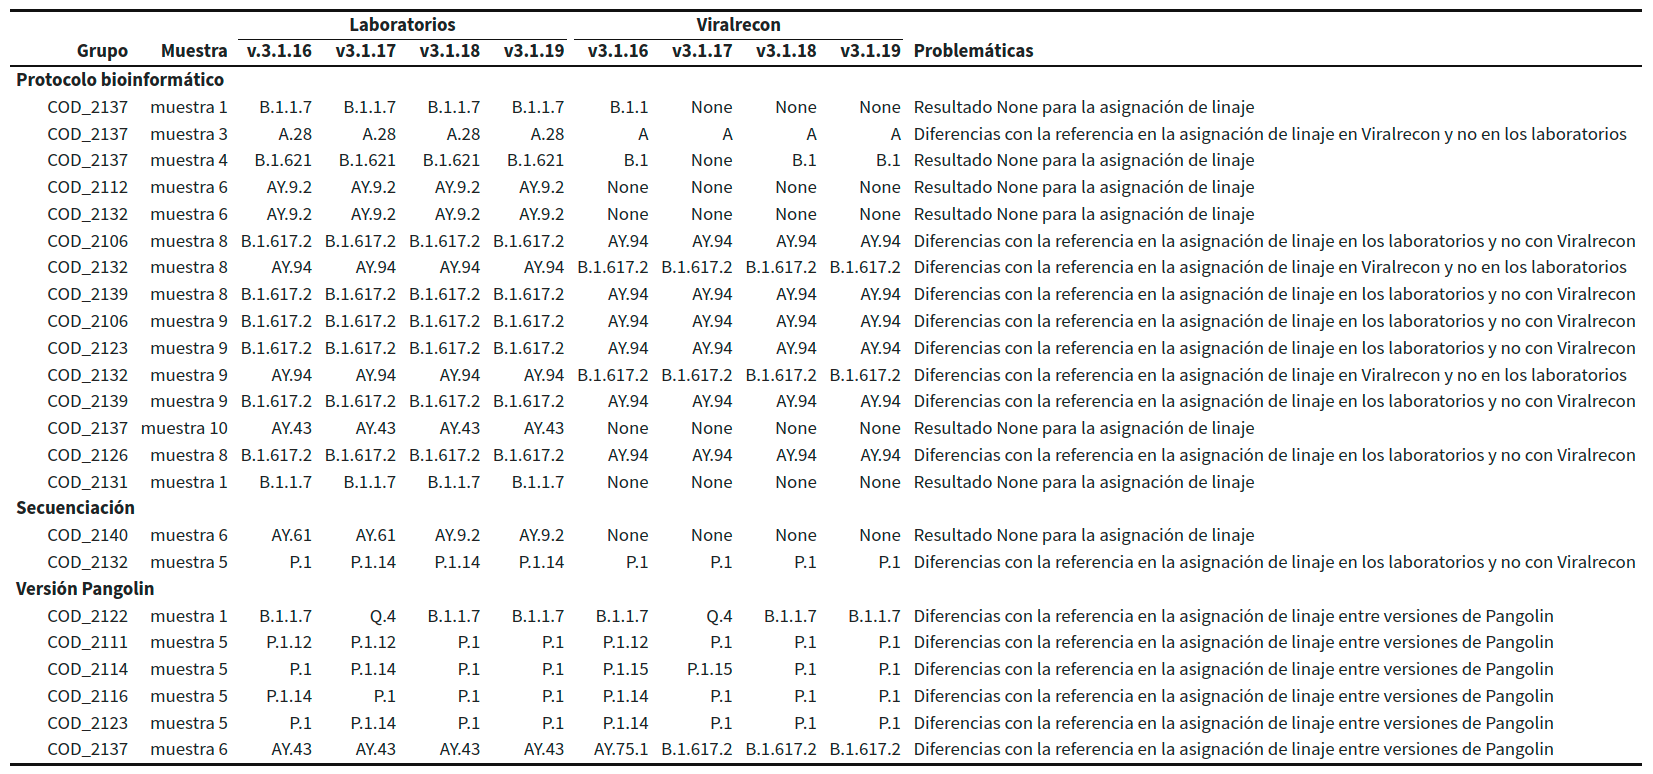 Laboratorios Viralrecon
Grupo Muestra v.3.1.16 v3.1.17 v3.1.18 v3.1.19 v3.1.16 v3.1.17 v3.1.18 v3.1.19 Problemáticas
Protocolo bioinformático
COD_2137 muestra 1 B.1.1.7 B.1.1.7 B.1.1.7 B.1.1.7 B.1.1 None None None Resultado None para la asignación de linaje
COD_2137 muestra 3 A.28 A.28 A.28 A.28 A A A A Diferencias con la referencia en la asignación de linaje en Viralrecon y no en los laboratorios
COD_2137 muestra 4 B.1.621 B.1.621 B.1.621 B.1.621 B.1 None B.1 B.1 Resultado None para la asignación de linaje
COD_2112 muestra 6 AY.9.2 AY.9.2 AY.9.2 AY.9.2 None None None None Resultado None para la asignación de linaje
COD_2132 muestra 6 AY.9.2 AY.9.2 AY.9.2 AY.9.2 None None None None Resultado None para la asignación de linaje
COD_2106 muestra 8 B.1.617.2 B.1.617.2 B.1.617.2 B.1.617.2 AY.94 AY.94 AY.94 AY.94 Diferencias con la referencia en la asignación de linaje en los laboratorios y no con Viralrecon
COD_2132 muestra 8 AY.94 AY.94 AY.94 AY.94 B.1.617.2 B.1.617.2 B.1.617.2 B.1.617.2 Diferencias con la referencia en la asignación de linaje en Viralrecon y no en los laboratorios
COD_2139 muestra 8 B.1.617.2 B.1.617.2 B.1.617.2 B.1.617.2 AY.94 AY.94 AY.94 AY.94 Diferencias con la referencia en la asignación de linaje en los laboratorios y no con Viralrecon
COD_2106 muestra 9 B.1.617.2 B.1.617.2 B.1.617.2 B.1.617.2 AY.94 AY.94 AY.94 AY.94 Diferencias con la referencia en la asignación de linaje en los laboratorios y no con Viralrecon
COD_2123 muestra 9 B.1.617.2 B.1.617.2 B.1.617.2 B.1.617.2 AY.94 AY.94 AY.94 AY.94 Diferencias con la referencia en la asignación de linaje en los laboratorios y no con Viralrecon
COD_2132 muestra 9 AY.94 AY.94 AY.94 AY.94 B.1.617.2 B.1.617.2 B.1.617.2 B.1.617.2 Diferencias con la referencia en la asignación de linaje en Viralrecon y no en los laboratorios
COD_2139 muestra 9 B.1.617.2 B.1.617.2 B.1.617.2 B.1.617.2 AY.94 AY.94 AY.94 AY.94 Diferencias con la referencia en la asignación de linaje en los laboratorios y no con Viralrecon
COD_2137 muestra 10 AY.43 AY.43 AY.43 AY.43 None None None None Resultado None para la asignación de linaje
COD_2126 muestra 8 B.1.617.2 B.1.617.2 B.1.617.2 B.1.617.2 AY.94 AY.94 AY.94 AY.94 Diferencias con la referencia en la asignación de linaje en los laboratorios y no con Viralrecon
COD_2131 muestra 1 B.1.1.7 B.1.1.7 B.1.1.7 B.1.1.7 None None None None Resultado None para la asignación de linaje
Secuenciación
COD_2140 muestra 6 AY.61 AY.61 AY.9.2 AY.9.2 None None None None Resultado None para la asignación de linaje
COD_2132 muestra 5 P.1 P.1.14 P.1.14 P.1.14 P.1 P.1 P.1 P.1 Diferencias con la referencia en la asignación de linaje en los laboratorios y no con Viralrecon
Versión Pangolin
COD_2122 muestra 1 B.1.1.7 Q.4 B.1.1.7 B.1.1.7 B.1.1.7 Q.4 B.1.1.7 B.1.1.7 Diferencias con la referencia en la asignación de linaje entre versiones de Pangolin
COD_2111 muestra 5 P.1.12 P.1.12 P.1 P.1 P.1.12 P.1 P.1 P.1 Diferencias con la referencia en la asignación de linaje entre versiones de Pangolin
COD_2114 muestra 5 P.1 P.1.14 P.1 P.1 P.1.15 P.1.15 P.1 P.1 Diferencias con la referencia en la asignación de linaje entre versiones de Pangolin
COD_2116 muestra 5 P.1.14 P.1 P.1 P.1 P.1.14 P.1 P.1 P.1 Diferencias con la referencia en la asignación de linaje entre versiones de Pangolin
COD_2123 muestra 5 P.1 P.1.14 P.1 P.1 P.1.14 P.1 P.1 P.1 Diferencias con la referencia en la asignación de linaje entre versiones de Pangolin
COD_2137 muestra 6 AY.43 AY.43 AY.43 AY.43 AY.75.1 B.1.617.2 B.1.617.2 B.1.617.2 Diferencias con la referencia en la asignación de linaje entre versiones de Pangolin